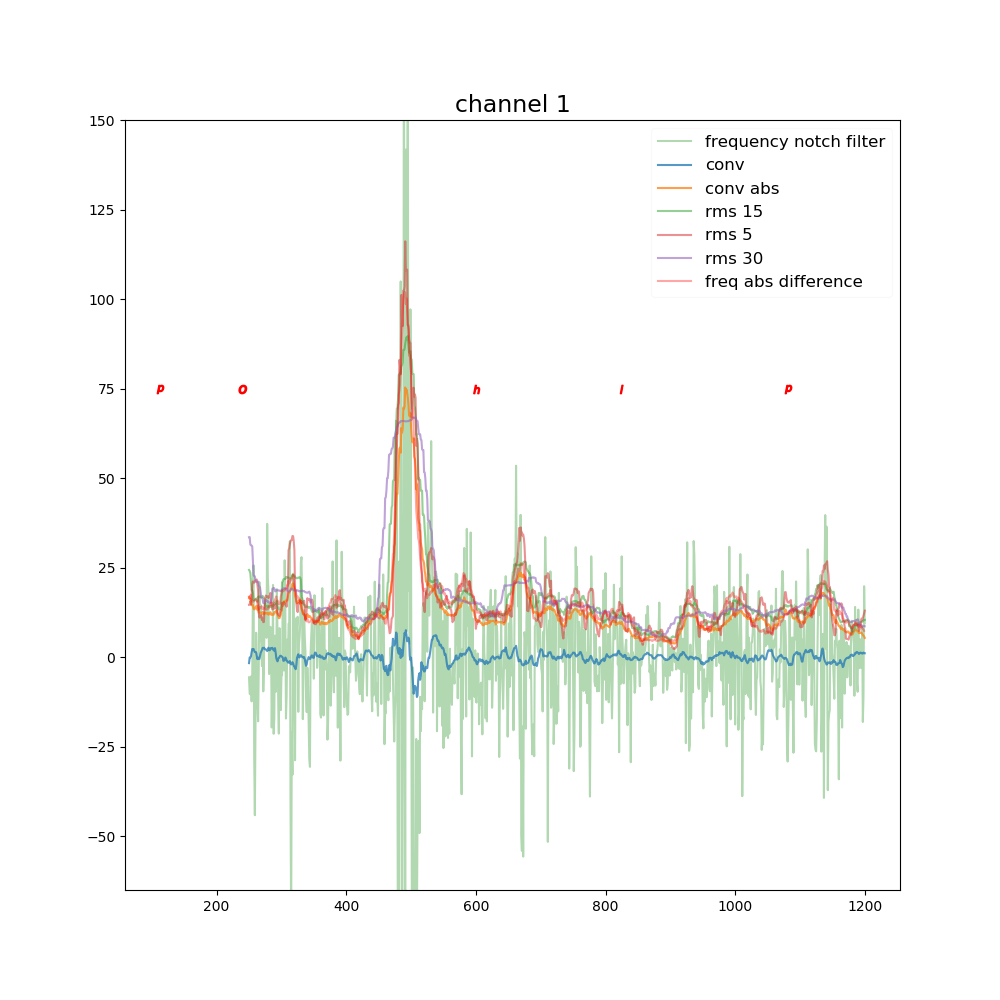 channel 1
150
125
100
75
50
25
0
−25
−50
frequency notch filter
conv
conv abs
rms 15
rms 5
rms 30
freq abs difference
p o h l p
200 400 600 800 1000 1200